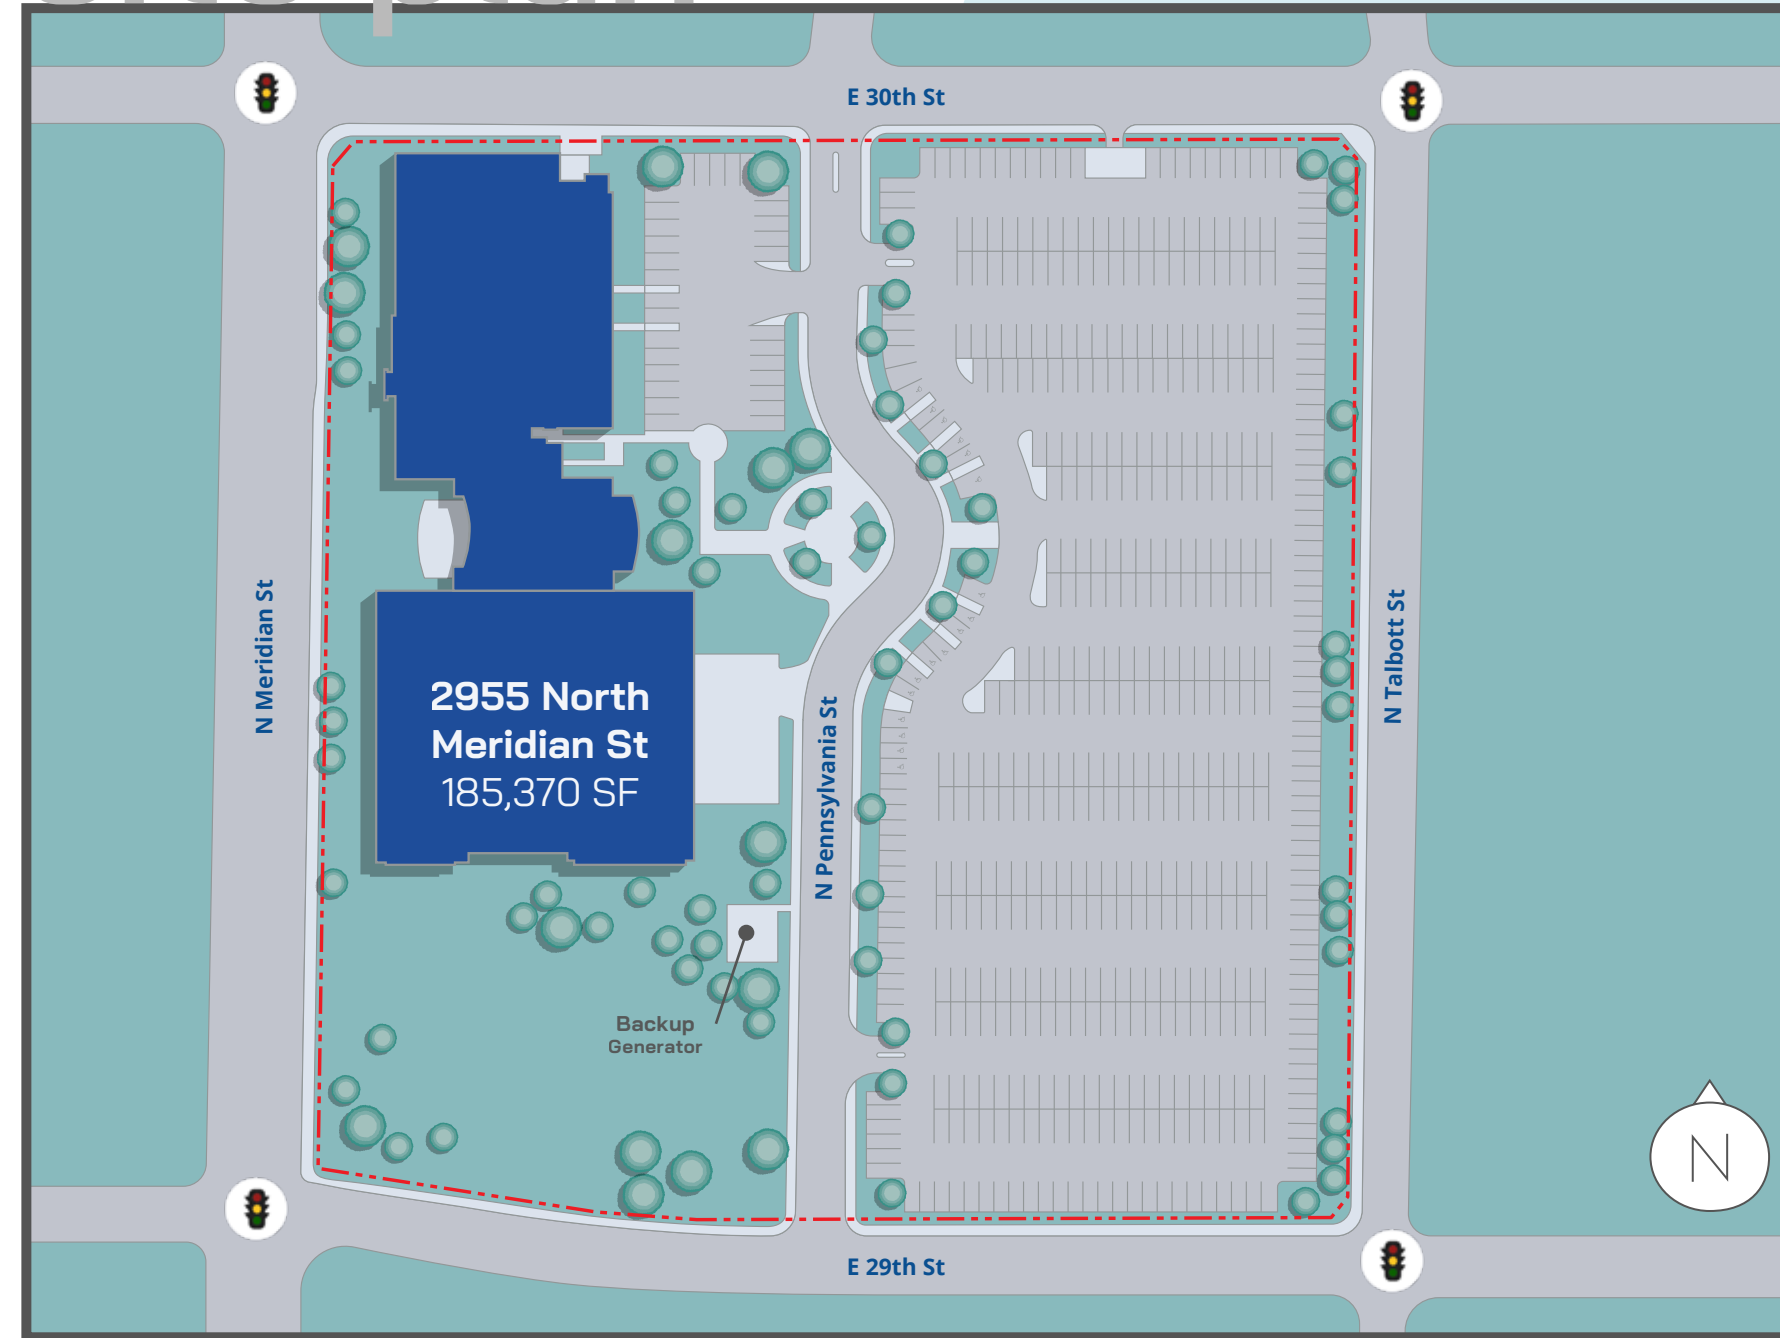 E 30th St
N Meridian St
N Talbott St
2955 North
Meridian St
185,370 SF
N Pennsylvania St
Backup
Generator
N
E 29th St